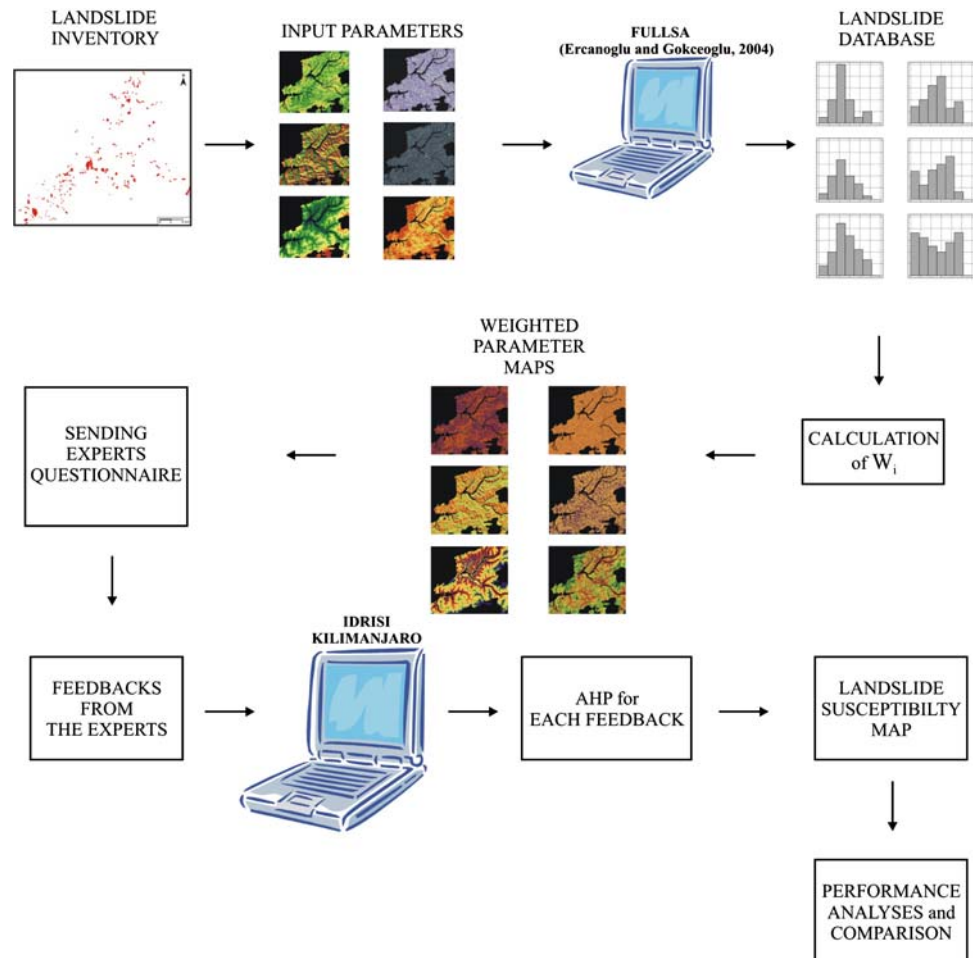 LANDSLIDE
INVENTORY
INPUT PARAMETERS
FULLSA
(Ercanoglu and Gokceoglu, 2004)
LANDSLIDE
DATABASE
CALCULATION
of Wi
WEIGHTED
PARAMETER
MAPS
SENDING
EXPERTS
QUESTIONNAIRE
FEEDBACKS
FROM
THE EXPERTS
IDRISI
KILIMANJARO
AHP for
EACH FEEDBACK
LANDSLIDE
SUSCEPTIBILTY
MAP
PERFORMANCE
ANALYSES and
COMPARISON